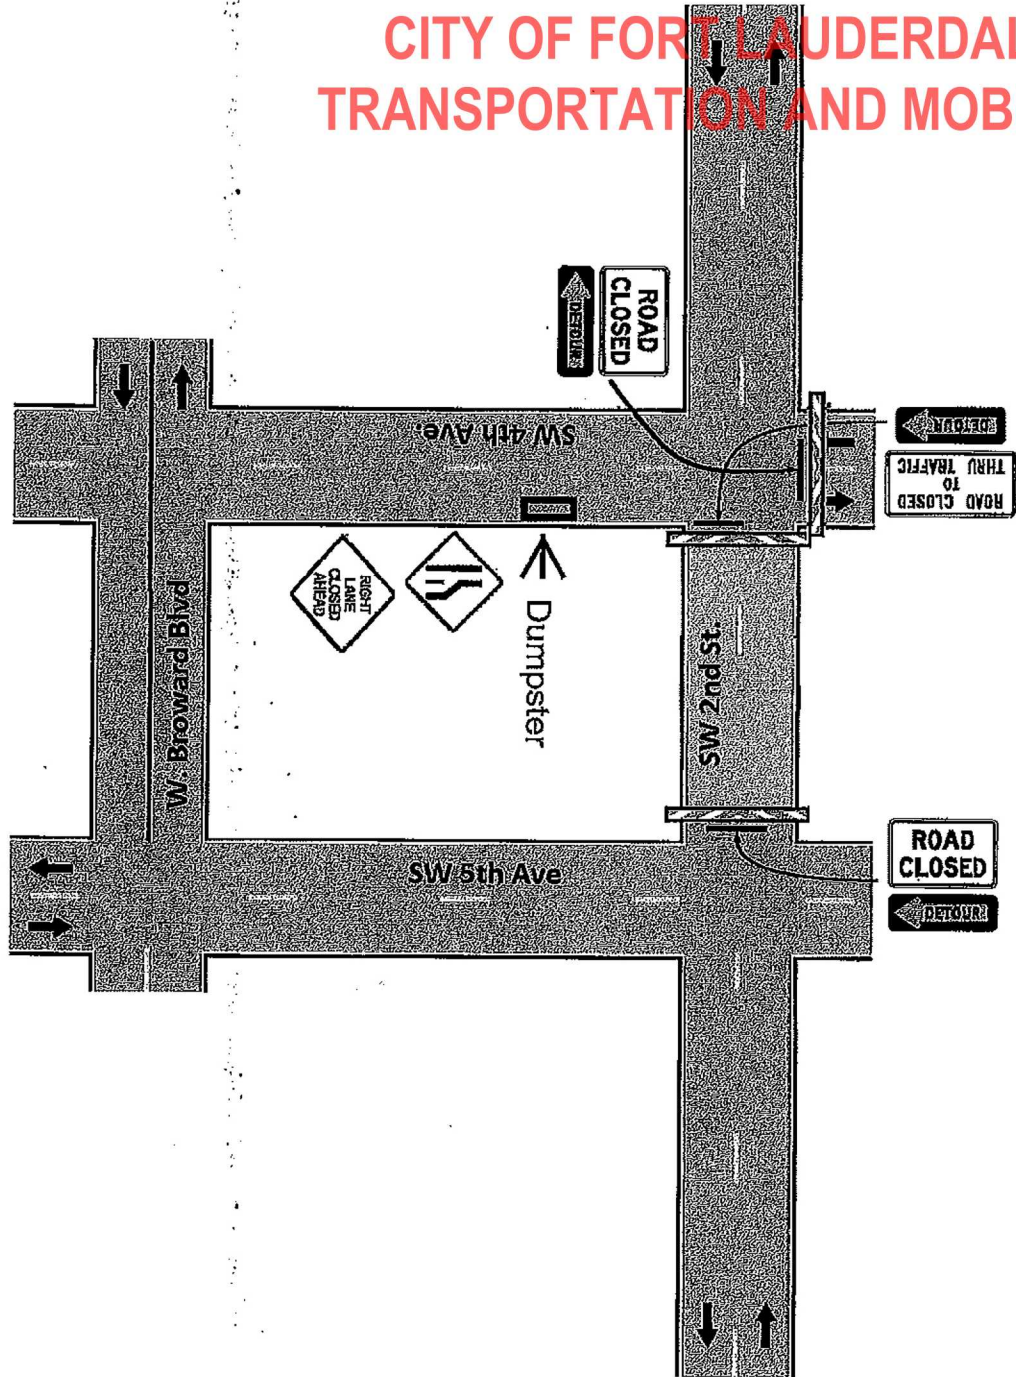 CITY OF FORT LAUDERDAL
TRANSPORTATION AND MOB
DETOUR
ROAD
CLOSED
SW 4th Ave.
DETOUR
ROAD CLOSED
TO
THRU TRAFFIC
RIGHT
LANE
CLOSED
AHEAD
Dumpster
W. Broward Blvd
SW 2nd St.
SW 5th Ave
ROAD
CLOSED
DETOUR